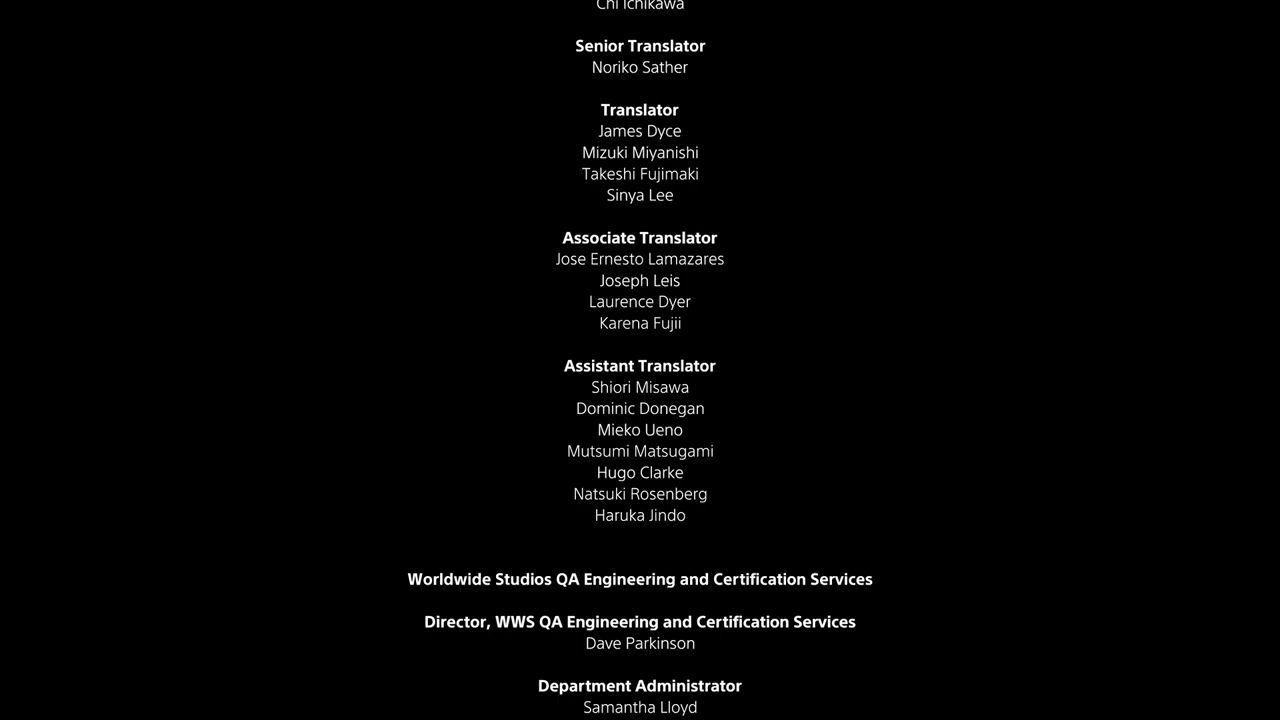 Chi Ichikawa
Senior Translator
Noriko Sather
Translator
James Dyce
Mizuki Miyanishi
Takeshi Fujimaki
Sinya Lee
Associate Translator
Jose Ernesto Lamazares
Joseph Leis
Laurence Dyer
Karena Fujii
Assistant Translator
Shiori Misawa
Dominic Donegan
Mieko Ueno
Mutsumi Matsugami
Hugo Clarke
Natsuki Rosenberg
Haruka Jindo
Worldwide Studios QA Engineering and Certification Services
Director, WWS QA Engineering and Certification Services
Dave Parkinson
Department Administrator
Samantha Lloyd